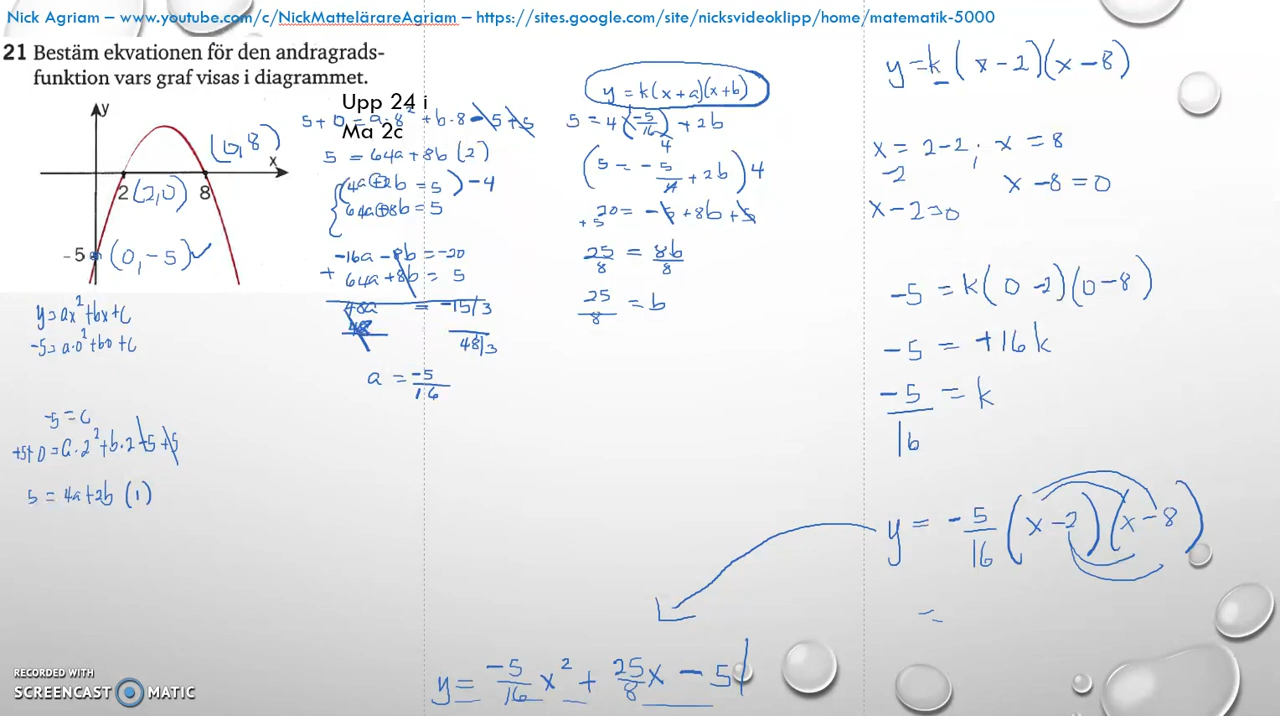 Nick Agriam – www.youtube.com/c/NickMattelärareAgriam – https://sites.google.com/site/nicksvideoklipp/home/matematik-5000
21 Bestäm ekvationen för den andragrads-
funktion vars graf visas i diagrammet.
Upp 24 i
Ma 2c
y
(0,8)
x
2 (2,0) 8
-5 (0,-5)
y=ax²+bx+c
-5=a·0²+b0+c
-5=c
+5+0=a·2²+b·2-5+5
5=4a+2b (1)
5+0=a·8²+b·8-5+5
5=64a+8b (2)
(4a+2b=5)-4
64a+8b=5
-16a-8b=-20
+ 64a+8b=5
48a = -15/3
48 48/3
a = -5/16
y=k(x+a)(x+b)
5=4(-5/16)+2b
4
(5=-5/4+2b)4
+5 20=-5+8b+5
25/8=8b/8
25/8=b
y=k(x-2)(x-8)
x=2-2; x=8
-2 x-8=0
x-2=0
-5=k(0-2)(0-8)
-5=+16k
-5/16=k
y=-5/16(x-2)(x-8)
=
y=-5/16x²+25/8x-5
RECORDED WITH
SCREENCAST MATIC